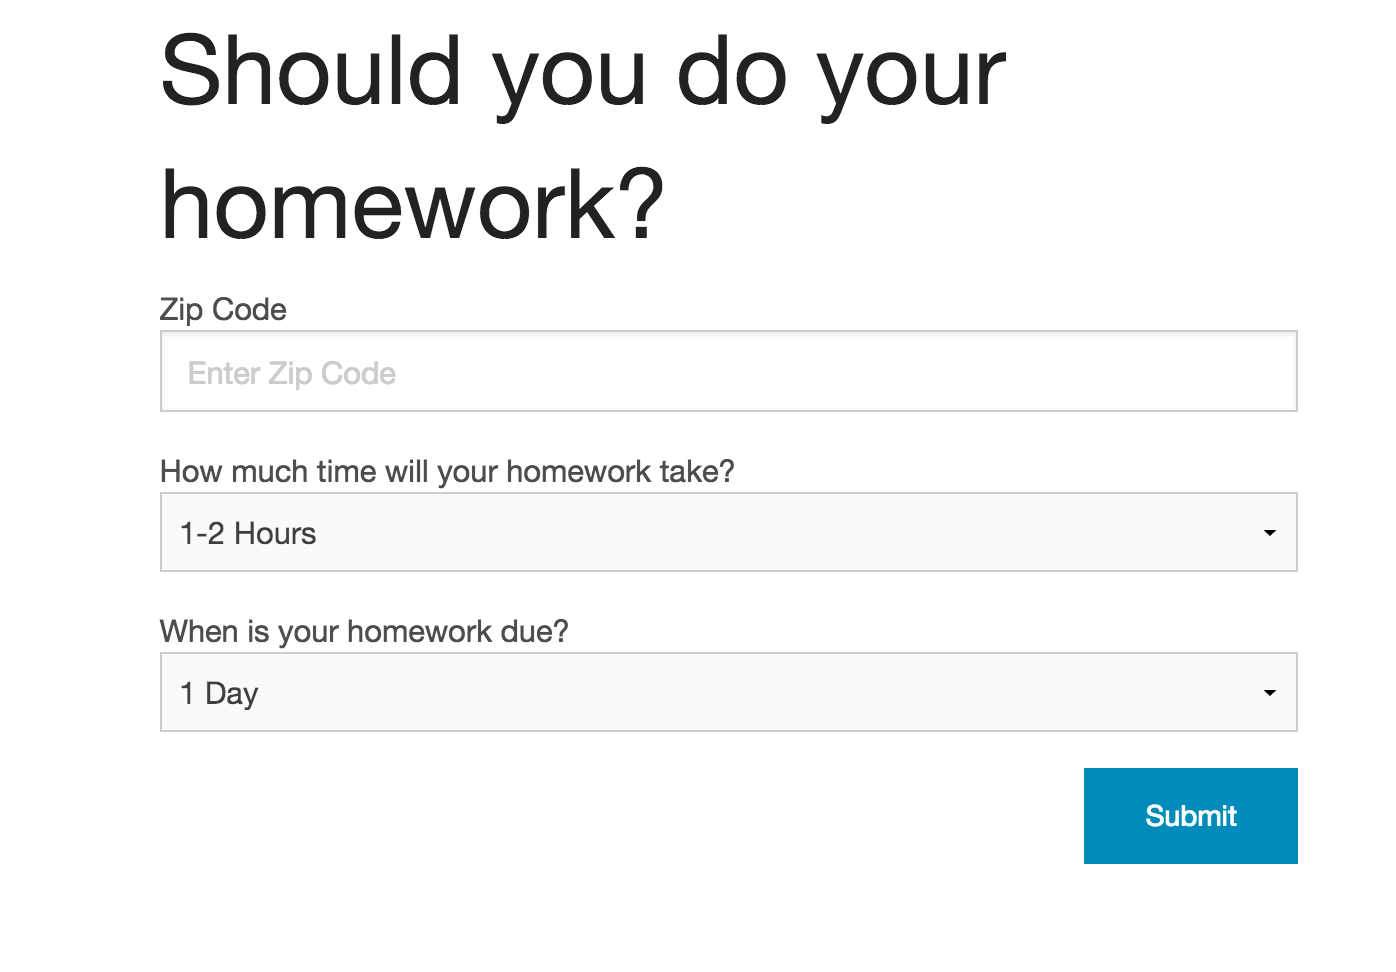 Should you do your
homework?
Zip Code
Enter Zip Code
How much time will your homework take?
1-2 Hours
When is your homework due?
1 Day
Submit